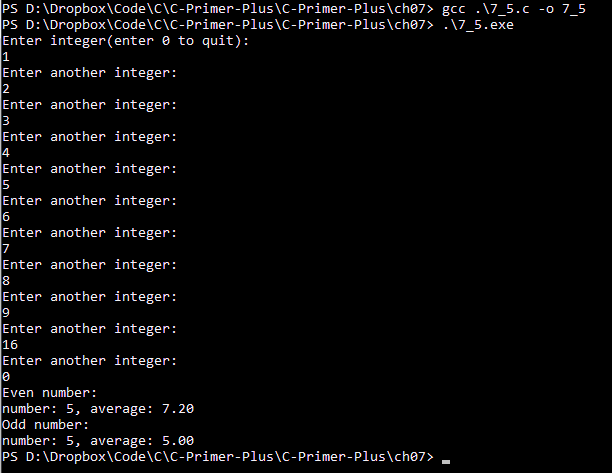 PS D:\Dropbox\Code\C\C-Primer-Plus\C-Primer-Plus\ch07> gcc .\7_5.c -o 7_5
PS D:\Dropbox\Code\C\C-Primer-Plus\C-Primer-Plus\ch07> .\7_5.exe
Enter integer(enter 0 to quit):
1
Enter another integer:
2
Enter another integer:
3
Enter another integer:
4
Enter another integer:
5
Enter another integer:
6
Enter another integer:
7
Enter another integer:
8
Enter another integer:
9
Enter another integer:
16
Enter another integer:
0
Even number:
number: 5, average: 7.20
Odd number:
number: 5, average: 5.00
PS D:\Dropbox\Code\C\C-Primer-Plus\C-Primer-Plus\ch07>